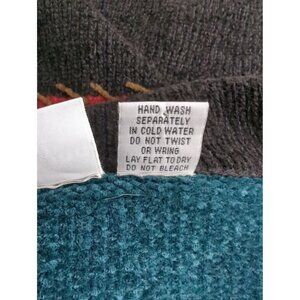 HAND WASH
SEPARATELY
IN COLD WATER
DO NOT TWIST
OR WRING
LAY FLAT TO DRY
DO NOT BLEACH